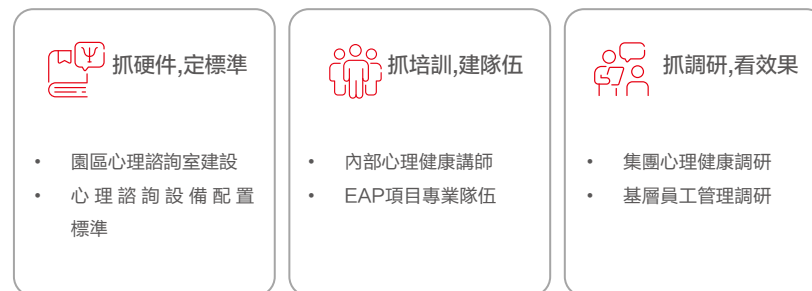 抓硬件,定標準
• 園區心理諮詢室建設
• 心理諮詢設備配置
標準
抓培訓,建隊伍
• 內部心理健康講師
• EAP項目專業隊伍
抓調研,看效果
• 集團心理健康調研
• 基層員工管理調研